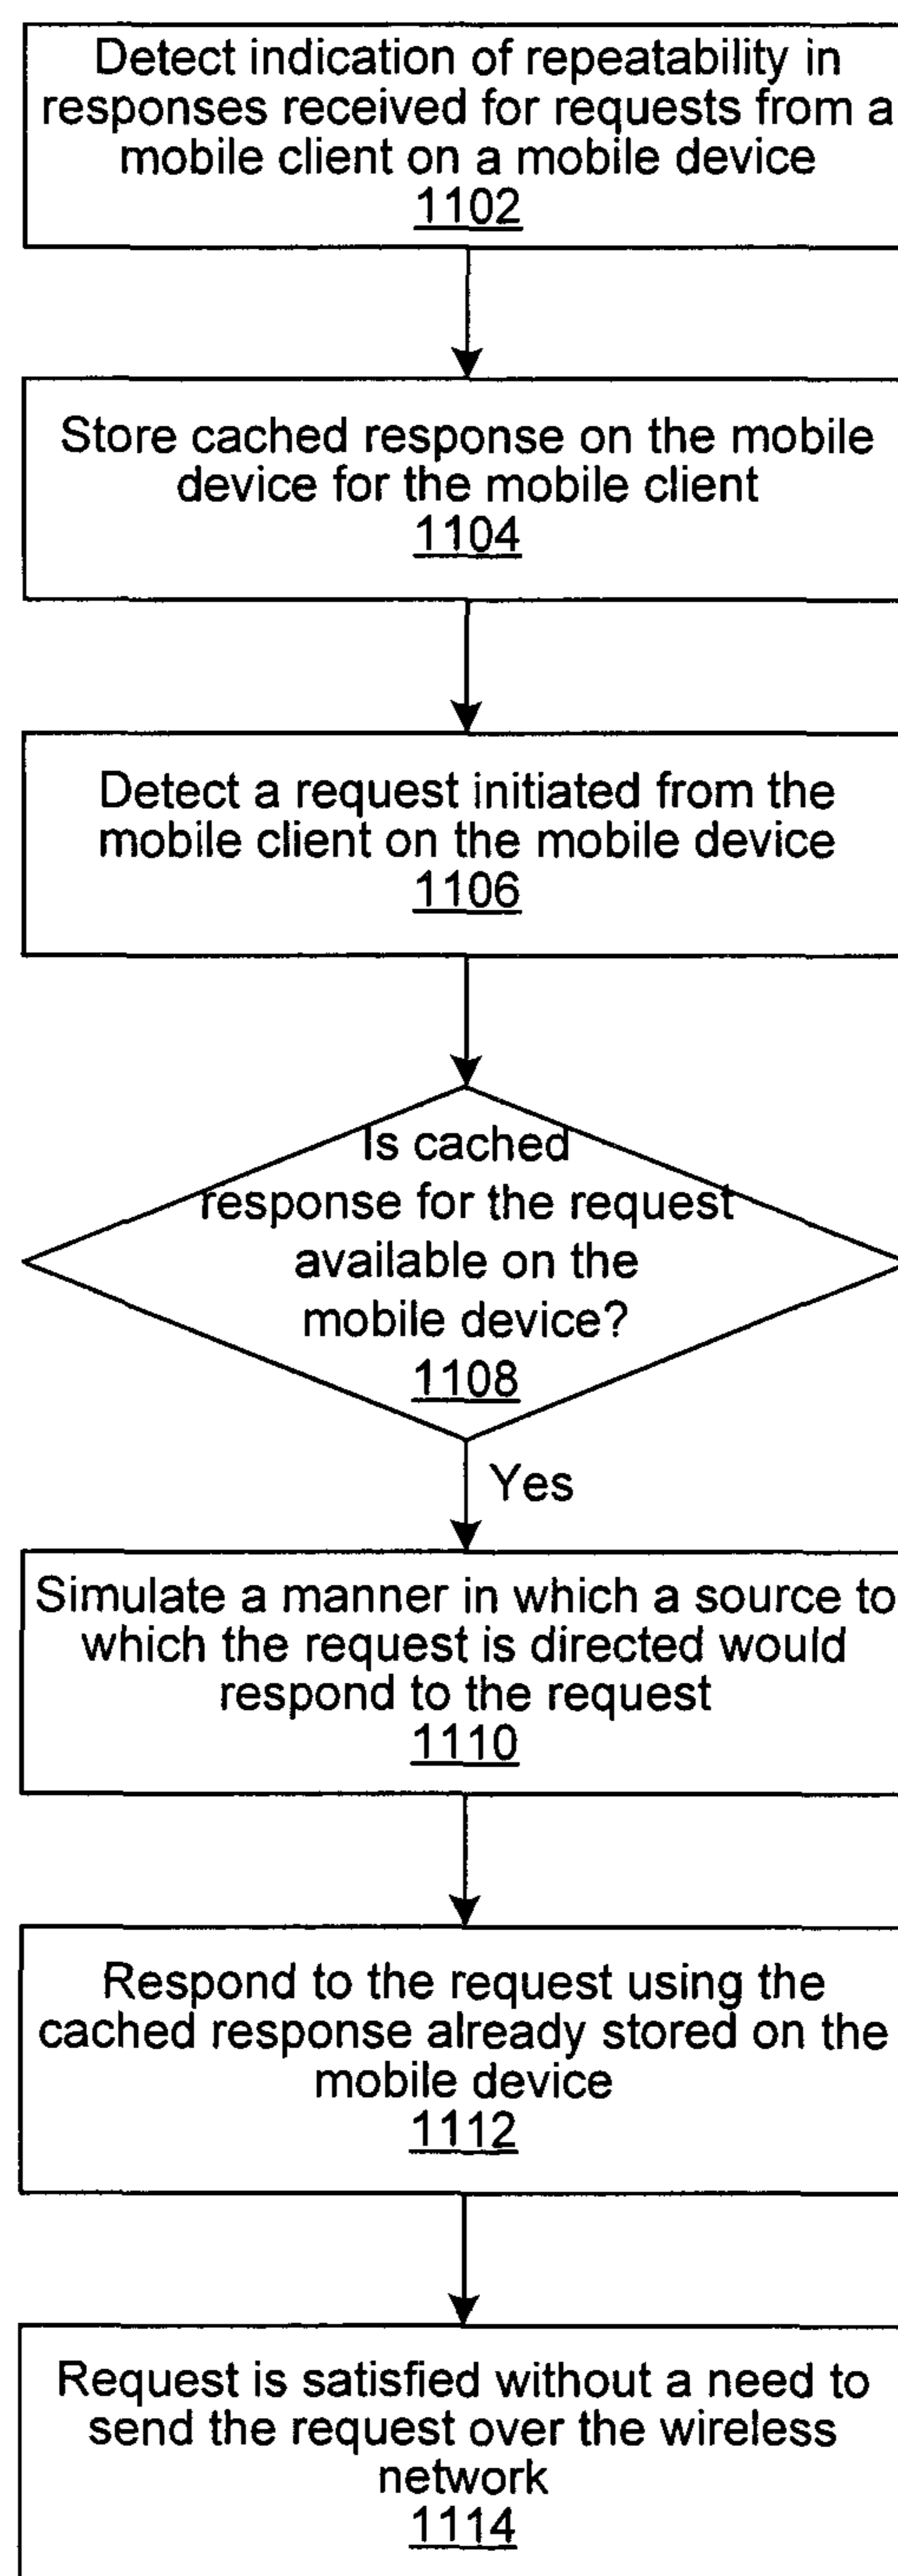 Detect indication of repeatability in
responses received for requests from a
mobile client on a mobile device
1102
Store cached response on the mobile
device for the mobile client
1104
Detect a request initiated from the
mobile client on the mobile device
1106
Is cached
response for the request
available on the
mobile device?
1108
Yes
Simulate a manner in which a source to
which the request is directed would
respond to the request
1110
Respond to the request using the
cached response already stored on the
mobile device
1112
Request is satisfied without a need to
send the request over the wireless
network
1114